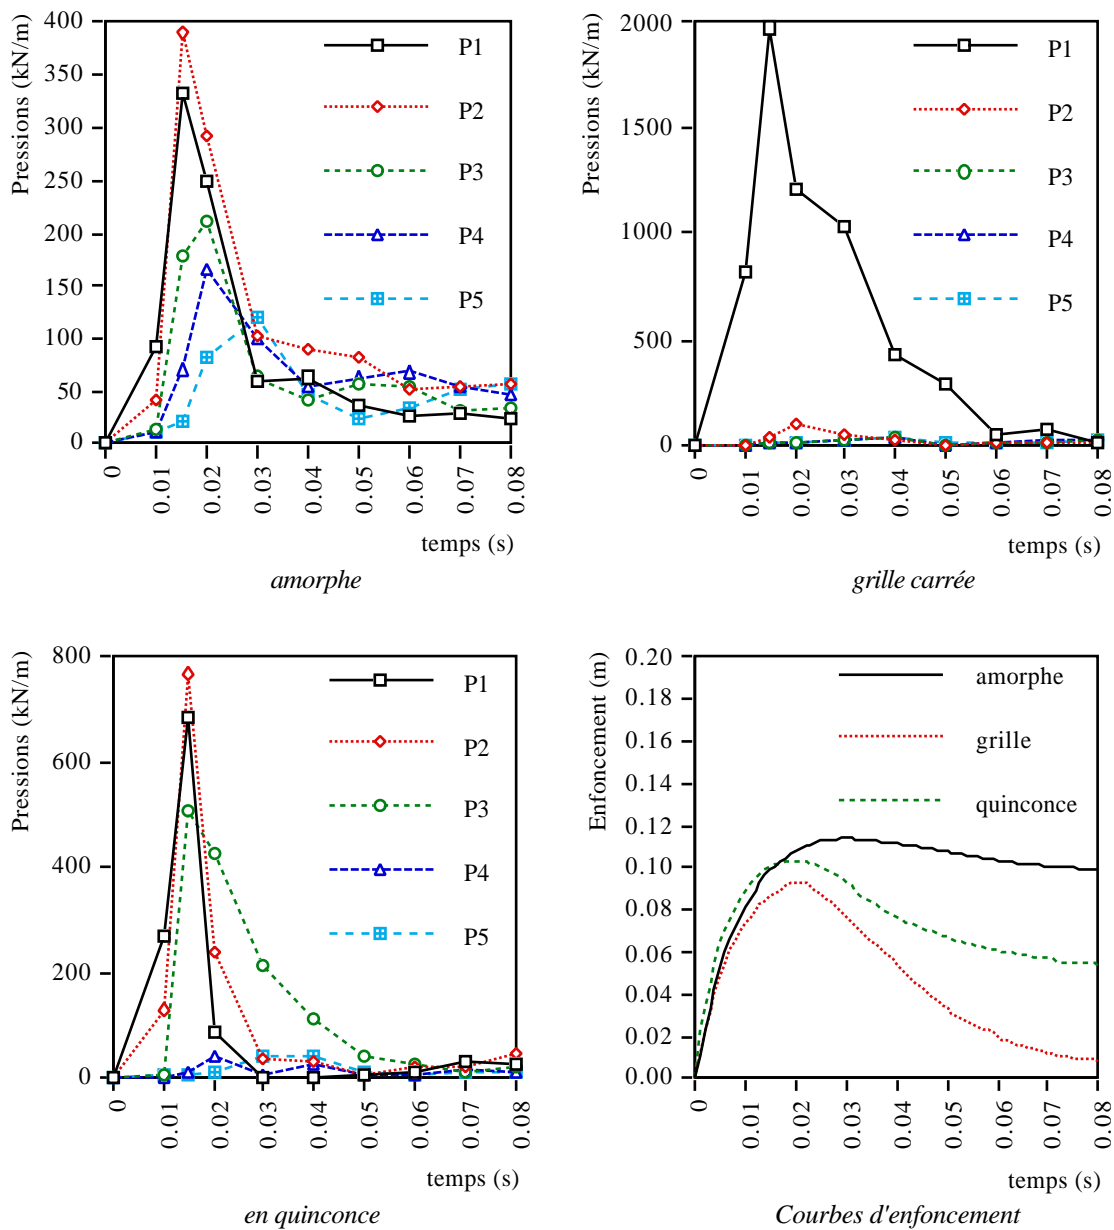 Pressions (kN/m)
400
350
300
250
200
150
100
50
0
P1
P2
P3
P4
P5
0
0.01
0.02
0.03
0.04
0.05
0.06
0.07
0.08
temps (s)
amorphe
Pressions (kN/m)
2000
1500
1000
500
0
P1
P2
P3
P4
P5
0
0.01
0.02
0.03
0.04
0.05
0.06
0.07
0.08
temps (s)
grille carrée
Pressions (kN/m)
800
600
400
200
0
P1
P2
P3
P4
P5
0
0.01
0.02
0.03
0.04
0.05
0.06
0.07
0.08
temps (s)
en quinconce
Enfoncement (m)
0.20
0.18
0.16
0.14
0.12
0.10
0.08
0.06
0.04
0.02
0.00
amorphe
grille
quinconce
0
0.01
0.02
0.03
0.04
0.05
0.06
0.07
0.08
temps (s)
Courbes d'enfoncement